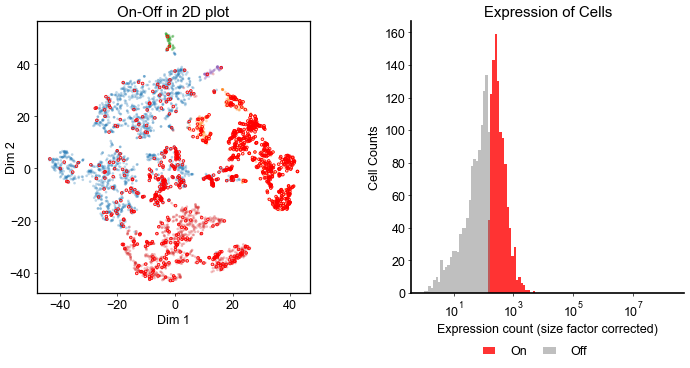 On-Off in 2D plot
40
20
0
−20
−40
−40 −20 0 20 40
Dim 2
Dim 1
Expression of Cells
160
140
120
100
80
60
40
20
0
10^1 10^3 10^5 10^7
Cell Counts
Expression count (size factor corrected)
On Off